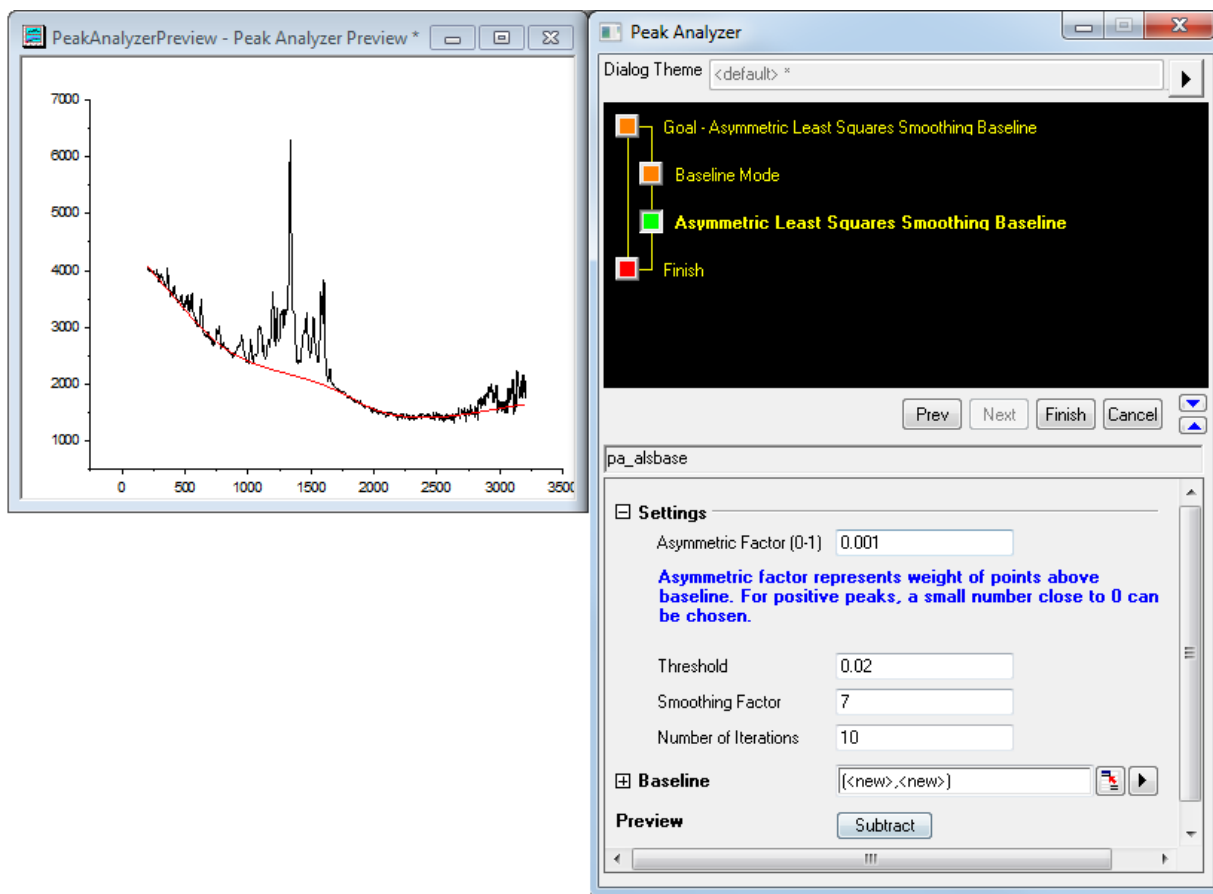 PeakAnalyzerPreview - Peak Analyzer Preview *
7000
6000
5000
4000
3000
2000
1000
0 500 1000 1500 2000 2500 3000 3500
Peak Analyzer
Dialog Theme <default> *
Goal - Asymmetric Least Squares Smoothing Baseline
Baseline Mode
Asymmetric Least Squares Smoothing Baseline
Finish
Prev Next Finish Cancel
pa_alsbase
Settings
Asymmetric Factor (0-1) 0.001
Asymmetric factor represents weight of points above
baseline. For positive peaks, a small number close to 0 can
be chosen.
Threshold 0.02
Smoothing Factor 7
Number of Iterations 10
Baseline (<new>,<new>)
Preview Subtract